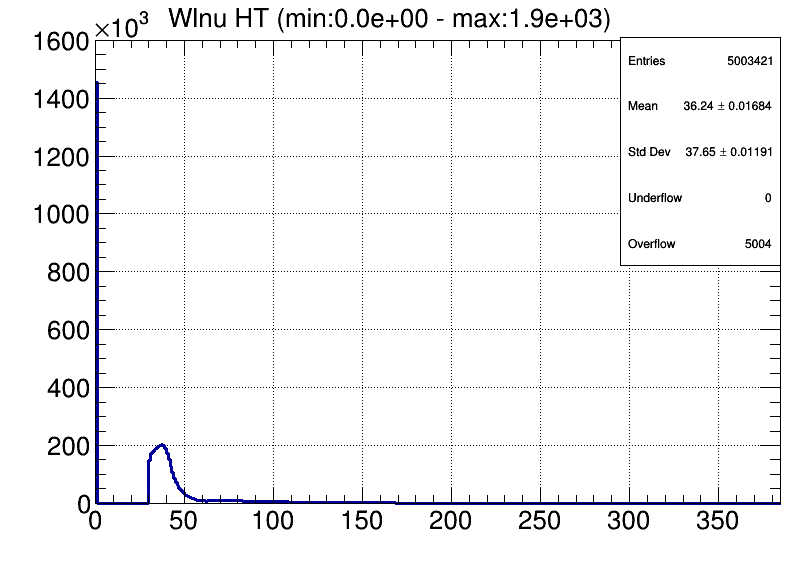 ×10³ Wlnu HT (min:0.0e+00 - max:1.9e+03)
1600
1400
1200
1000
800
600
400
200
0
Entries 5003421
Mean 36.24 ± 0.01684
Std Dev 37.65 ± 0.01191
Underflow 0
Overflow 5004
0 50 100 150 200 250 300 350